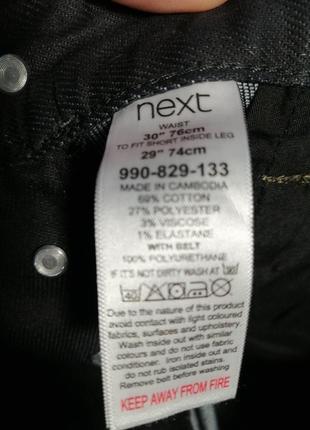 next
WAIST
30" 76cm
TO FIT SHORT INSIDE LEG
29" 74cm
990-829-133
MADE IN CAMBODIA
69% COTTON
27% POLYESTER
3% VISCOSE
1% ELASTANE
WITH BELT
100% POLYURETHANE
IF IT'S NOT DIRTY WASH AT 30
40
Due to the nature of this product
avoid contact with light coloured
fabrics, surfaces and upholstery.
Wash inside out with similar
colours and do not use fabric
conditioner. Iron inside out and
do not rub isolated stains.
Remove belt before washing
KEEP AWAY FROM FIRE